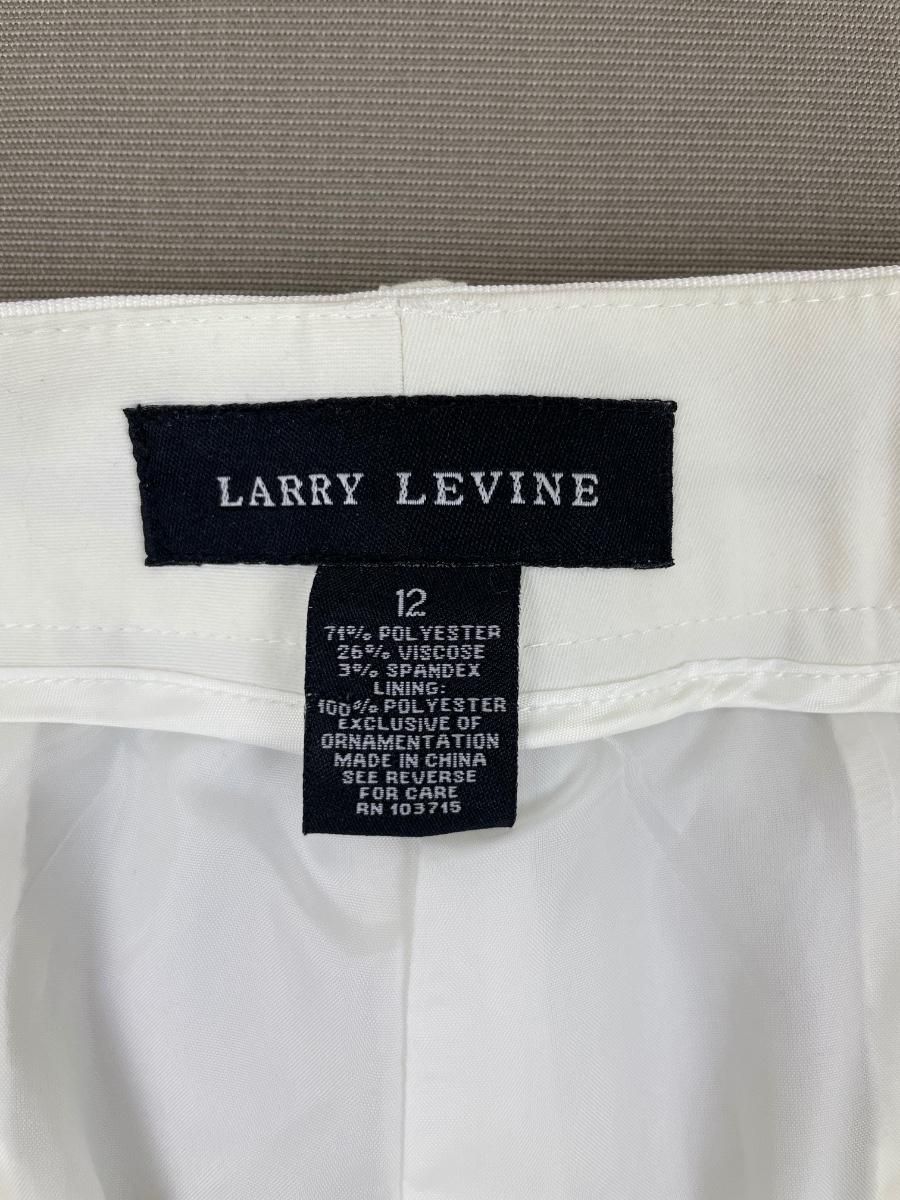 LARRY LEVINE
12
71% POLYESTER
26% VISCOSE
3% SPANDEX
LINING:
100% POLYESTER
EXCLUSIVE OF
ORNAMENTATION
MADE IN CHINA
SEE REVERSE
FOR CARE
RN 103715